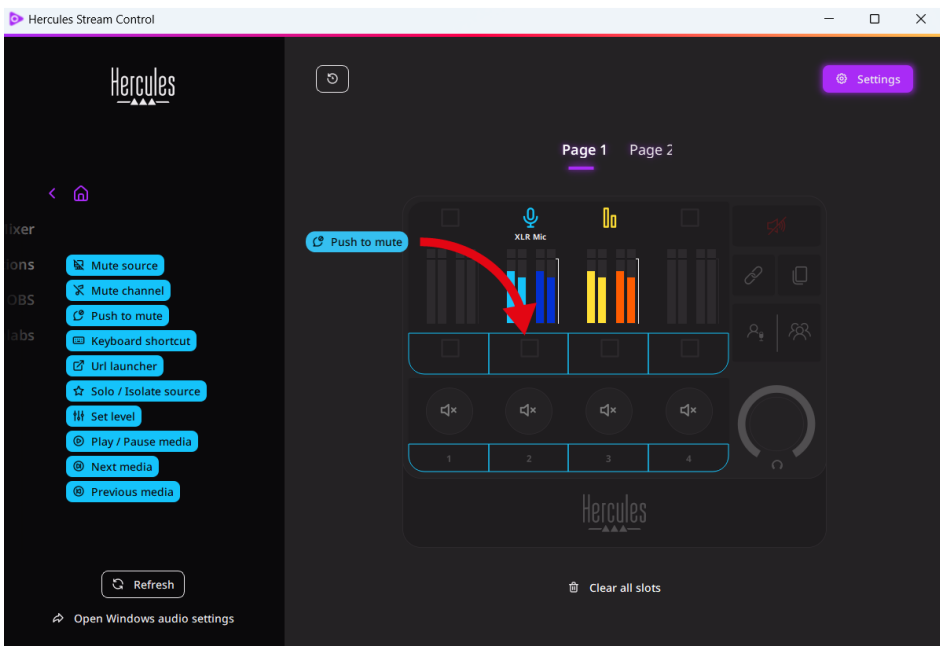 Hercules Stream Control
Hercules
Settings
Page 1 Page 2
ixer
ions
OBS
labs
Mute source
Mute channel
Push to mute
Keyboard shortcut
Url launcher
Solo / Isolate source
Set level
Play / Pause media
Next media
Previous media
Refresh
Open Windows audio settings
Push to mute
XLR Mic
1 2 3 4
Hercules
Clear all slots